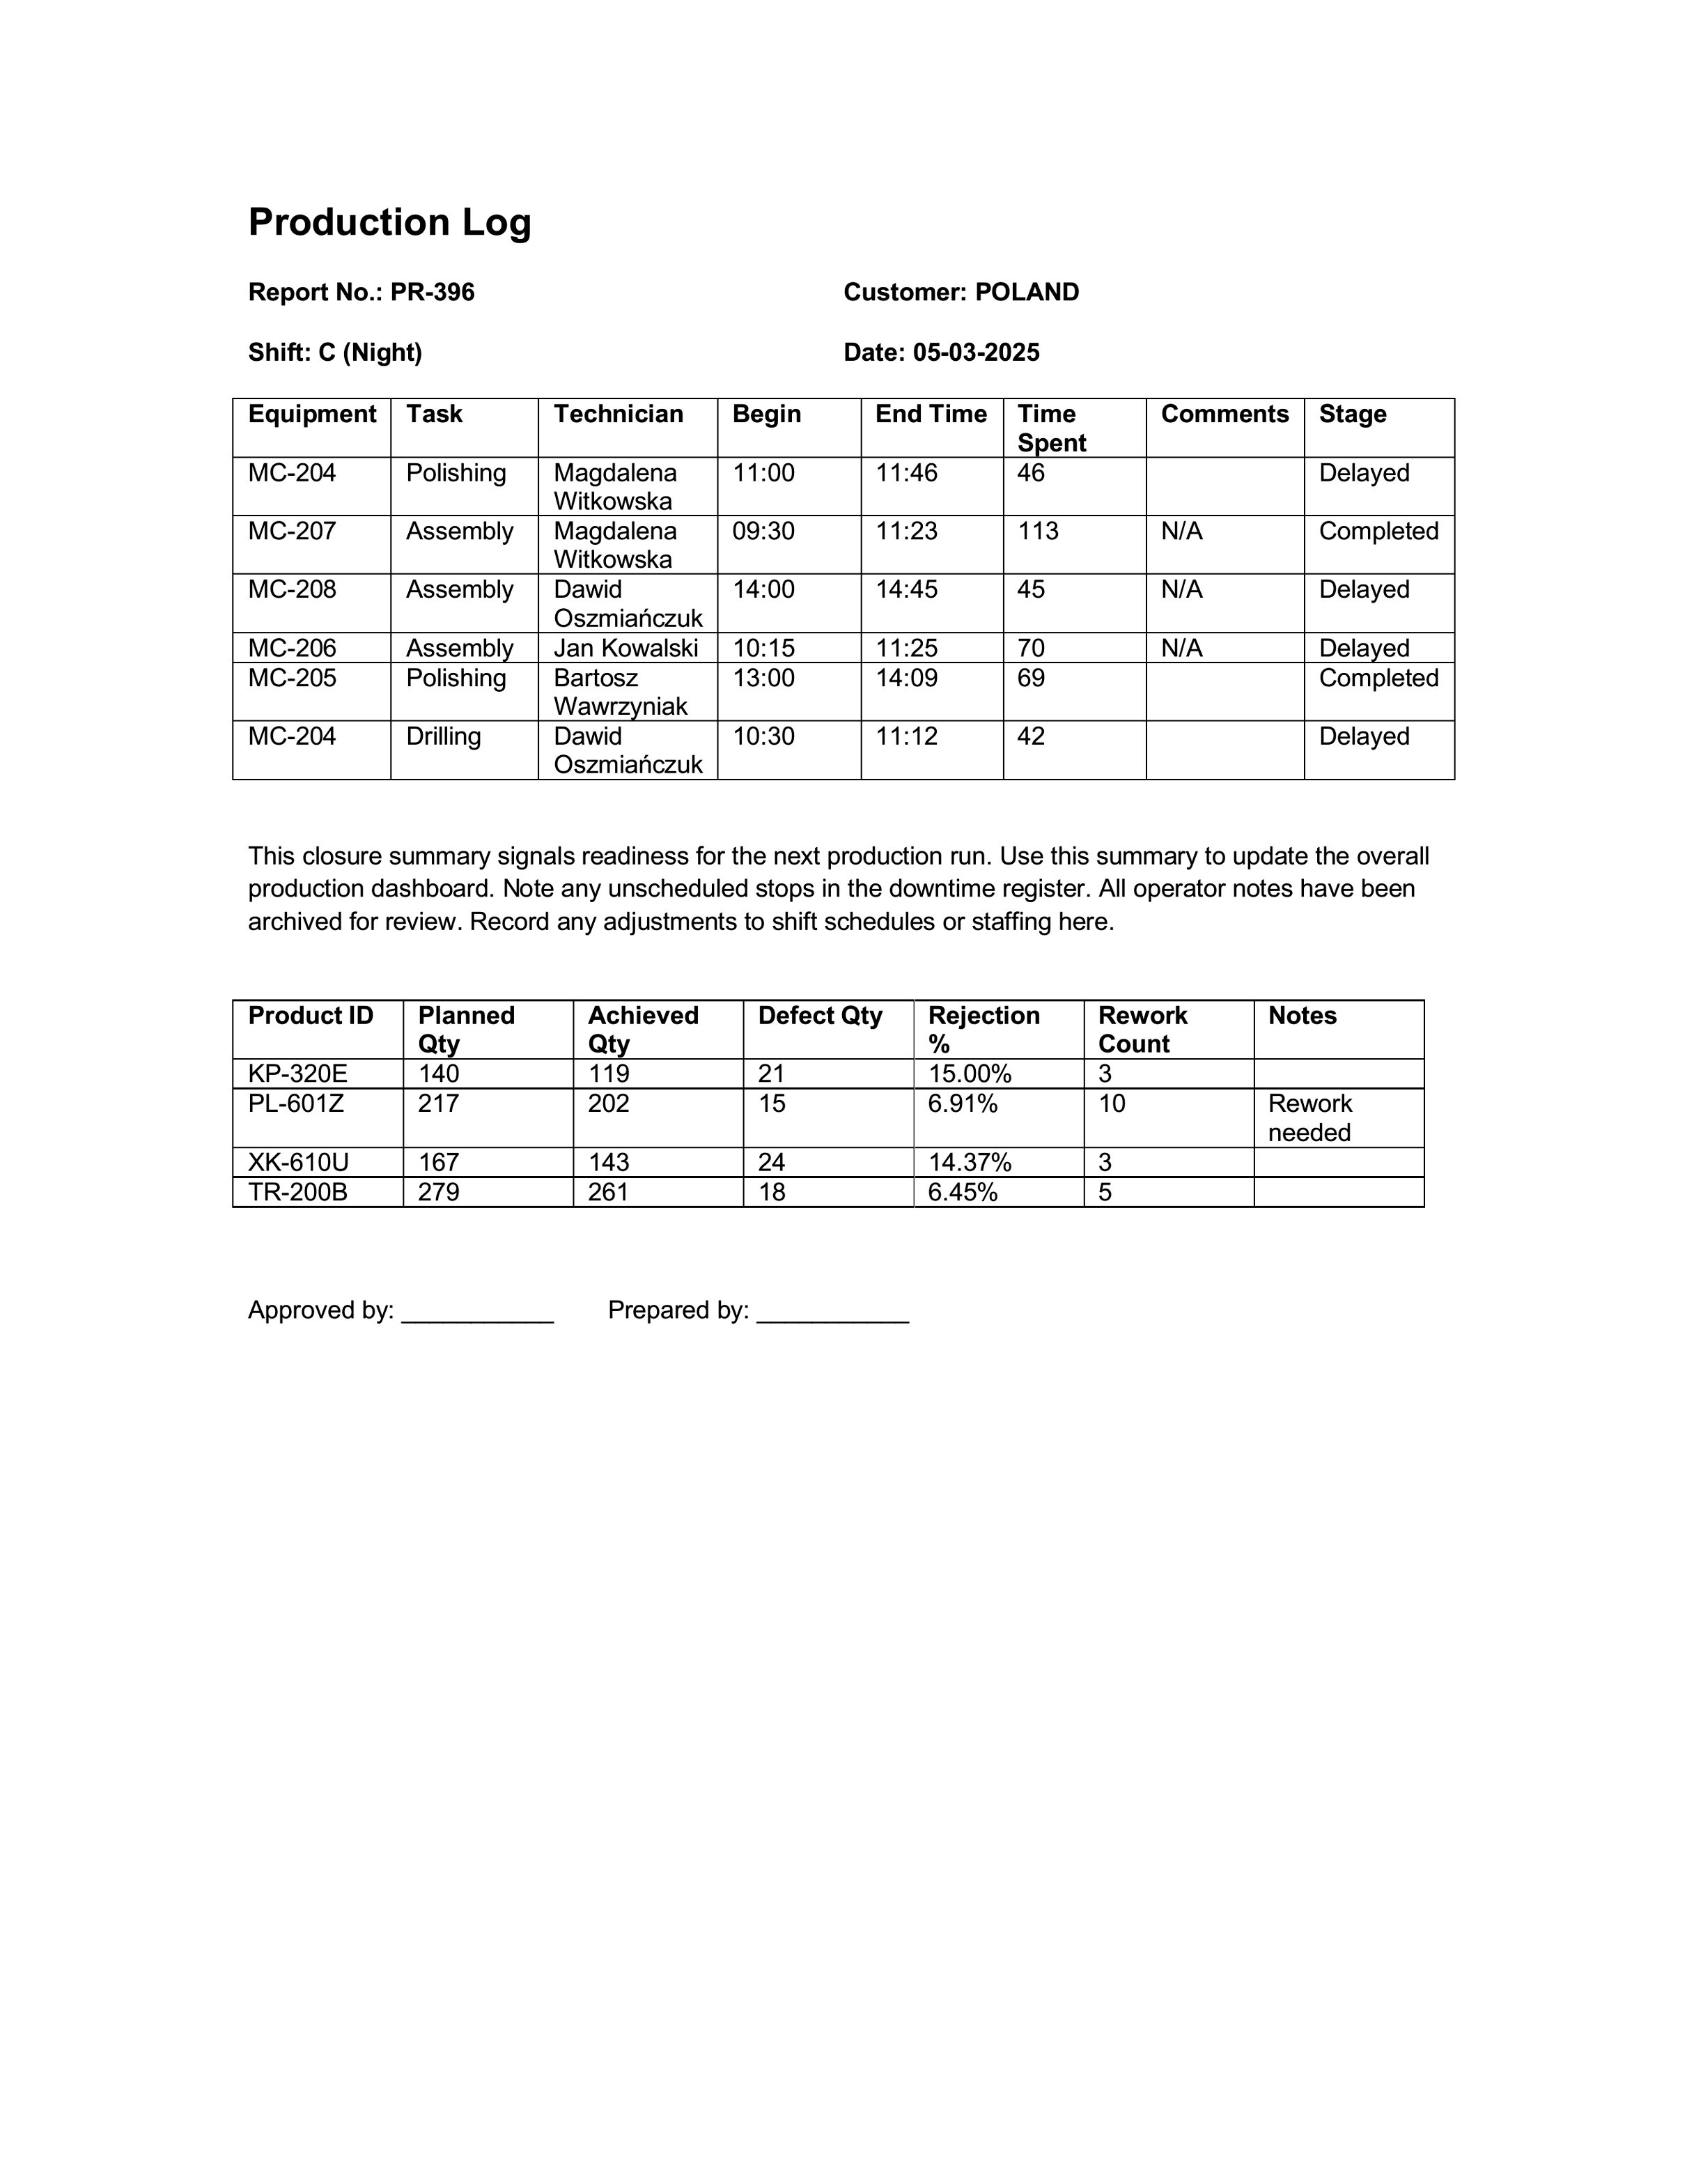 Production Log
Report No.: PR-396 Customer: POLAND
Shift: C (Night) Date: 05-03-2025
Equipment Task Technician Begin End Time Time Spent Comments Stage
MC-204 Polishing Magdalena Witkowska 11:00 11:46 46 Delayed
MC-207 Assembly Magdalena Witkowska 09:30 11:23 113 N/A Completed
MC-208 Assembly Dawid Oszmiańczuk 14:00 14:45 45 N/A Delayed
MC-206 Assembly Jan Kowalski 10:15 11:25 70 N/A Delayed
MC-205 Polishing Bartosz Wawrzyniak 13:00 14:09 69 Completed
MC-204 Drilling Dawid Oszmiańczuk 10:30 11:12 42 Delayed
This closure summary signals readiness for the next production run. Use this summary to update the overall
production dashboard. Note any unscheduled stops in the downtime register. All operator notes have been
archived for review. Record any adjustments to shift schedules or staffing here.
Product ID Planned Qty Achieved Qty Defect Qty Rejection % Rework Count Notes
KP-320E 140 119 21 15.00% 3
PL-601Z 217 202 15 6.91% 10 Rework needed
XK-610U 167 143 24 14.37% 3
TR-200B 279 261 18 6.45% 5
Approved by: ___________ Prepared by: ___________